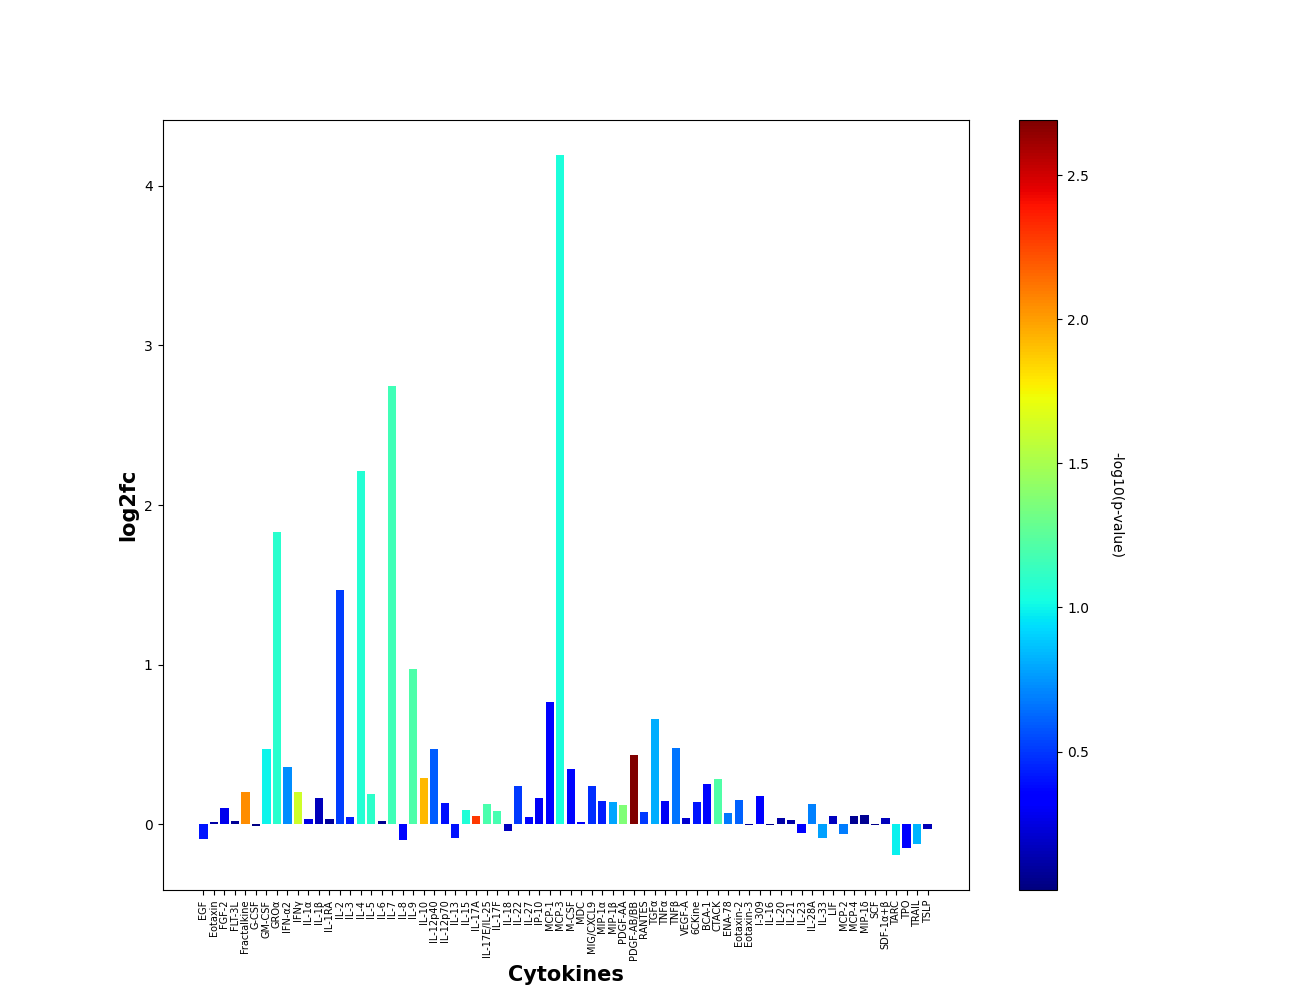 4
3
2
1
0
log2fc
EGF
Eotaxin
FGF-2
FLT-3L
Fractalkine
G-CSF
GM-CSF
GROα
IFN-α2
IFNγ
IL-1α
IL-1β
IL-1RA
IL-2
IL-3
IL-4
IL-5
IL-6
IL-7
IL-8
IL-9
IL-10
IL-12p40
IL-12p70
IL-13
IL-15
IL-17A
IL-17E/IL-25
IL-17F
IL-18
IL-22
IL-27
IP-10
MCP-1
MCP-3
M-CSF
MDC
MIG/CXCL9
MIP-1α
MIP-1β
PDGF-AA
PDGF-AB/BB
RANTES
TGFα
TNFα
TNFβ
VEGF-A
6CKine
BCA-1
CTACK
ENA-78
Eotaxin-2
Eotaxin-3
I-309
IL-16
IL-20
IL-21
IL-23
IL-28A
IL-33
LIF
MCP-2
MCP-4
MIP-1δ
SCF
SDF-1α+β
TARC
TPO
TRAIL
TSLP
Cytokines
2.5
2.0
1.5
1.0
0.5
-log10(p-value)